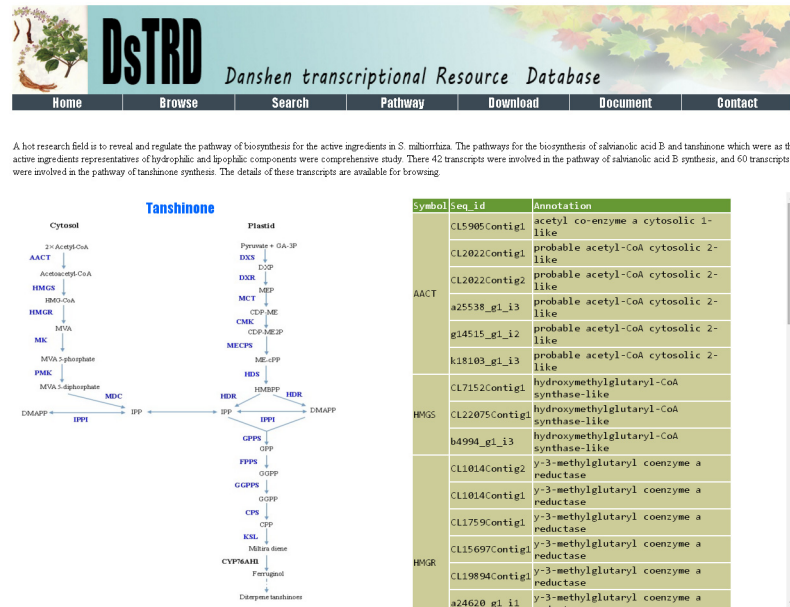 DsTRD
Danshen transcriptional Resource Database
Home Browse Search Pathway Download Document Contact
A hot research field is to reveal and regulate the pathway of biosynthesis for the active ingredients in S. miltiorrhiza. The pathways for the biosynthesis of salvianolic acid B and tanshinone which were as
active ingredients representatives of hydrophilic and lipophilic components were comprehensive study. There 42 transcripts were involved in the pathway of salvianolic acid B synthesis, and 60 transcripts
were involved in the pathway of tanshinone synthesis. The details of these transcripts are available for browsing.
Tanshinone
Cytosol
2×Acetyl-CoA
AACT
Acetoacetyl-CoA
HMGS
HMG-CoA
HMGR
MVA
MK
MVA 5-phosphate
PMK
MVA 5-diphosphate
MDC
DMAPP
IPPI
IPP
Plastid
Pyruvate + GA-3P
DXS
DXP
DXR
MEP
MCT
CDP-ME
CMK
CDP-ME2P
MECPS
ME-cPP
HDS
HMBPP
HDR HDR
IPP DMAPP
IPPI
GPPS
GPP
FPPS
GGPP
GGPPS
GGPP
CPS
CPP
KSL
Miltira diene
CYP76AH1
Ferruginol
Diterpene tanshinoes
Symbol Seq_id Annotation
AACT
CL5905Contig1 acetyl co-enzyme a cytosolic 1-
like
CL2022Contig1 probable acetyl-CoA cytosolic 2-
like
CL2022Contig2 probable acetyl-CoA cytosolic 2-
like
a25538_g1_i3 probable acetyl-CoA cytosolic 2-
like
g14515_g1_i2 probable acetyl-CoA cytosolic 2-
like
k18103_g1_i3 probable acetyl-CoA cytosolic 2-
like
HMGS
CL7152Contig1 hydroxymethylglutaryl-CoA
synthase-like
CL22075Contig1 hydroxymethylglutaryl-CoA
synthase-like
b4994_g1_i3 hydroxymethylglutaryl-CoA
synthase-like
HMGR
CL1014Contig2 y-3-methylglutaryl coenzyme a
reductase
CL1014Contig1 y-3-methylglutaryl coenzyme a
reductase
CL1759Contig1 y-3-methylglutaryl coenzyme a
reductase
CL15697Contig1 y-3-methylglutaryl coenzyme a
reductase
CL19894Contig1 y-3-methylglutaryl coenzyme a
reductase
a24620_g1_i1 y-3-methylglutaryl coenzyme a